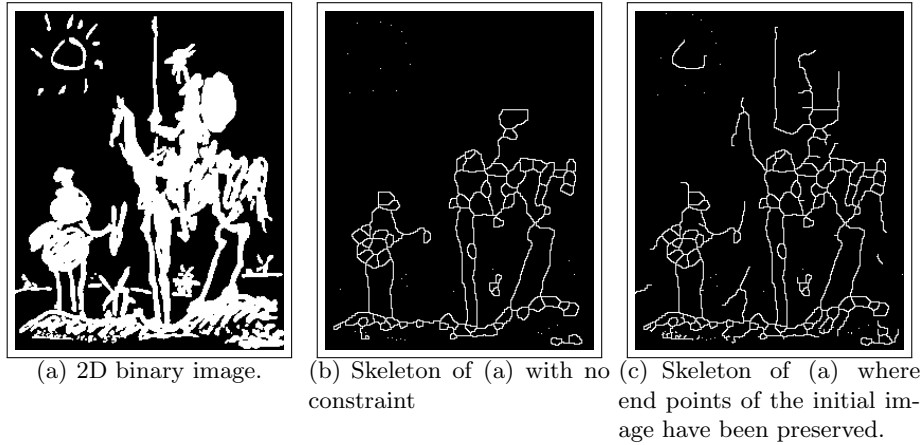 (a) 2D binary image.
(b) Skeleton of (a) with no
constraint
(c) Skeleton of (a) where
end points of the initial im-
age have been preserved.